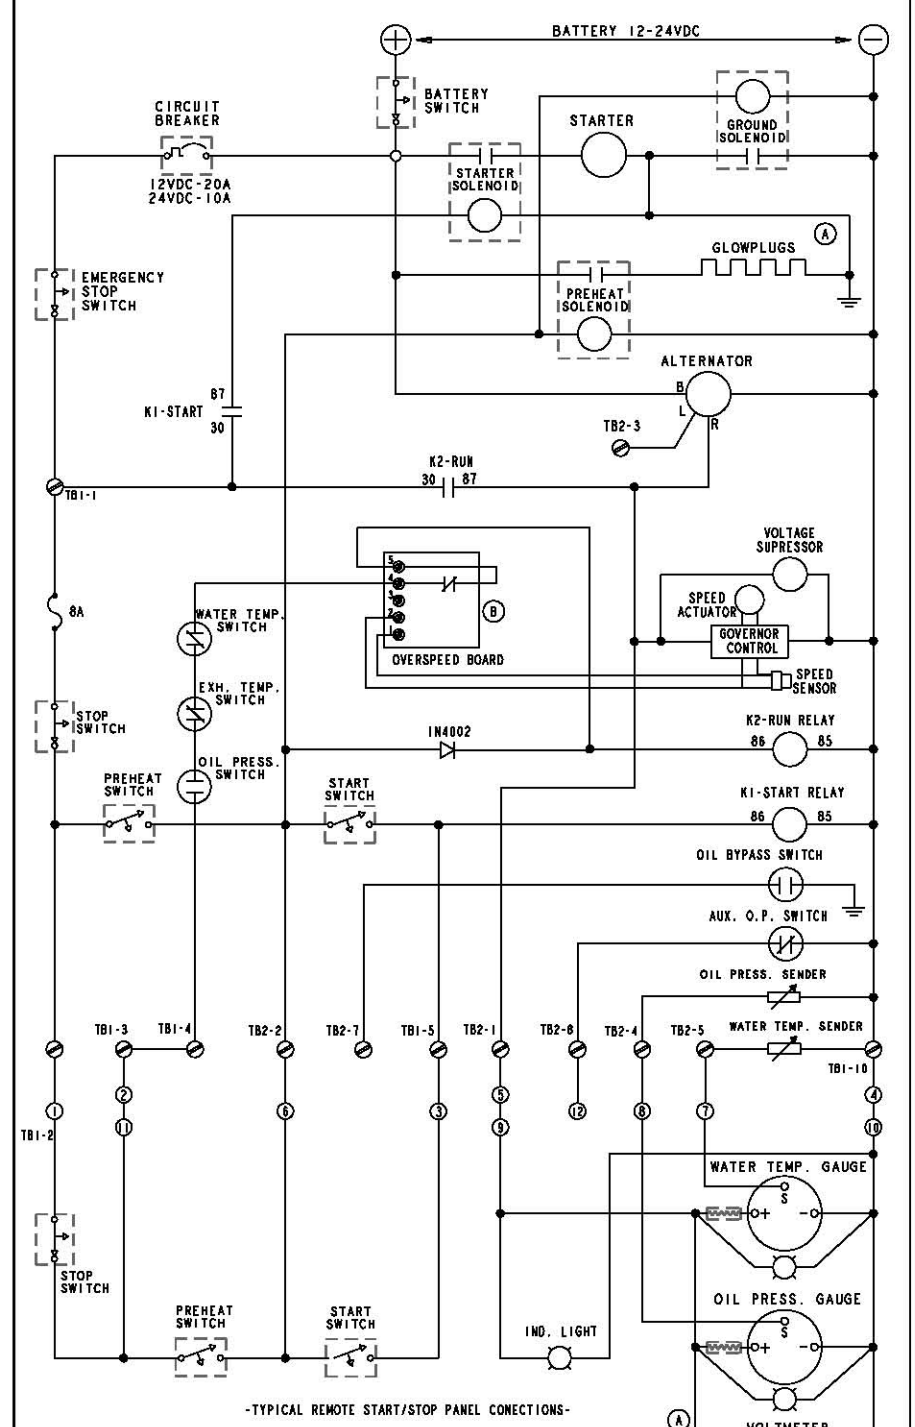 BATTERY 12-24VDC
+
-
BATTERY
SWITCH
CIRCUIT
BREAKER
12VDC-20A
24VDC-10A
STARTER
GROUND
SOLENOID
STARTER
SOLENOID
A
GLOWPLUGS
EMERGENCY
STOP
SWITCH
PREHEAT
SOLENOID
ALTERNATOR
B
L
R
TB2-3
87
K1-START
30
K2-RUN
30
87
TB1-1
VOLTAGE
SUPRESSOR
5
4
3
2
1
B
OVERSPEED BOARD
SPEED
ACTUATOR
GOVERNOR
CONTROL
SPEED
SENSOR
8A
WATER TEMP.
SWITCH
EXH. TEMP.
SWITCH
OIL PRESS.
SWITCH
STOP
SWITCH
IN4002
K2-RUN RELAY
86
85
PREHEAT
SWITCH
START
SWITCH
K1-START RELAY
86
85
OIL BYPASS SWITCH
AUX. O.P. SWITCH
OIL PRESS. SENDER
WATER TEMP. SENDER
TB1-3
TB1-4
TB2-2
TB2-7
TB1-5
TB2-1
TB2-6
TB2-4
TB2-5
TB1-10
1
2
11
6
3
5
9
12
8
7
4
10
TB1-2
WATER TEMP. GAUGE
S
+
-
STOP
SWITCH
OIL PRESS. GAUGE
S
+
-
PREHEAT
SWITCH
START
SWITCH
IND. LIGHT
-TYPICAL REMOTE START/STOP PANEL CONECTIONS-
A
VOLTMETER